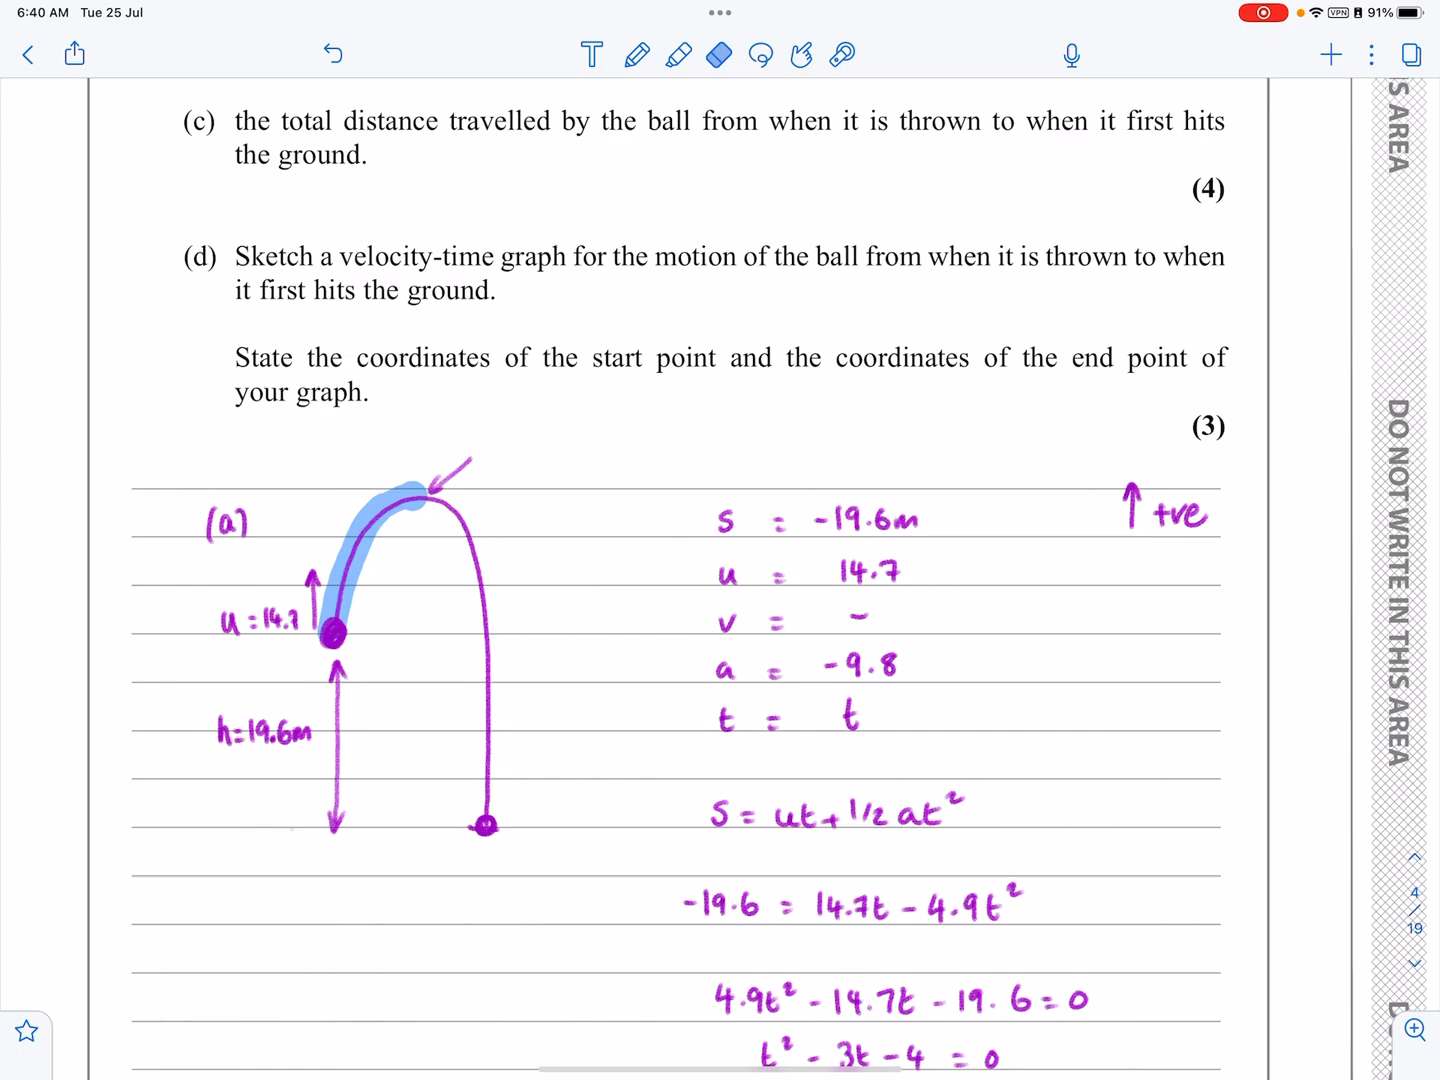 6:40 AM Tue 25 Jul
VPN 91%
(c) the total distance travelled by the ball from when it is thrown to when it first hits
the ground.
(4)
(d) Sketch a velocity-time graph for the motion of the ball from when it is thrown to when
it first hits the ground.
State the coordinates of the start point and the coordinates of the end point of
your graph.
(3)
(a)
u = 14.7
h = 19.6m
s = -19.6m
u = 14.7
v = -
a = -9.8
t = t
↑ +ve
s = ut + 1/2 at²
-19.6 = 14.7t - 4.9t²
4.9t² - 14.7t - 19.6 = 0
t² - 3t - 4 = 0
S AREA
DO NOT WRITE IN THIS AREA
D
4
/
19